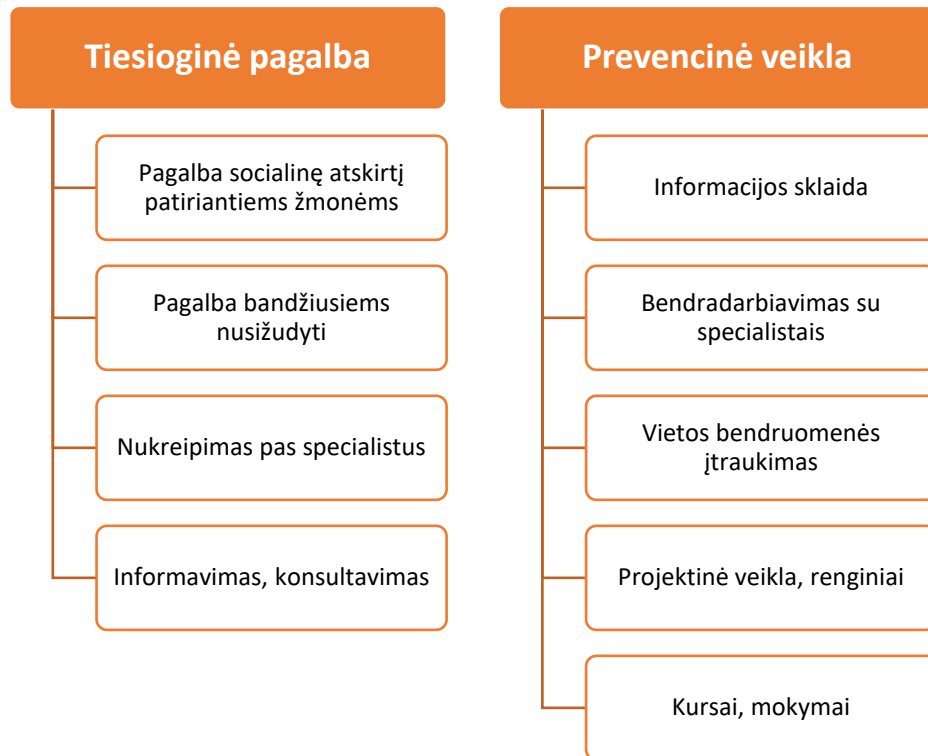 Tiesioginė pagalba
Pagalba socialinę atskirtį
patiriantiems žmonėms
Pagalba bandžiusiems
nusižudyti
Nukreipimas pas specialistus
Informavimas, konsultavimas
Prevencinė veikla
Informacijos sklaida
Bendradarbiavimas su
specialistais
Vietos bendruomenės
įtraukimas
Projektinė veikla, renginiai
Kursai, mokymai